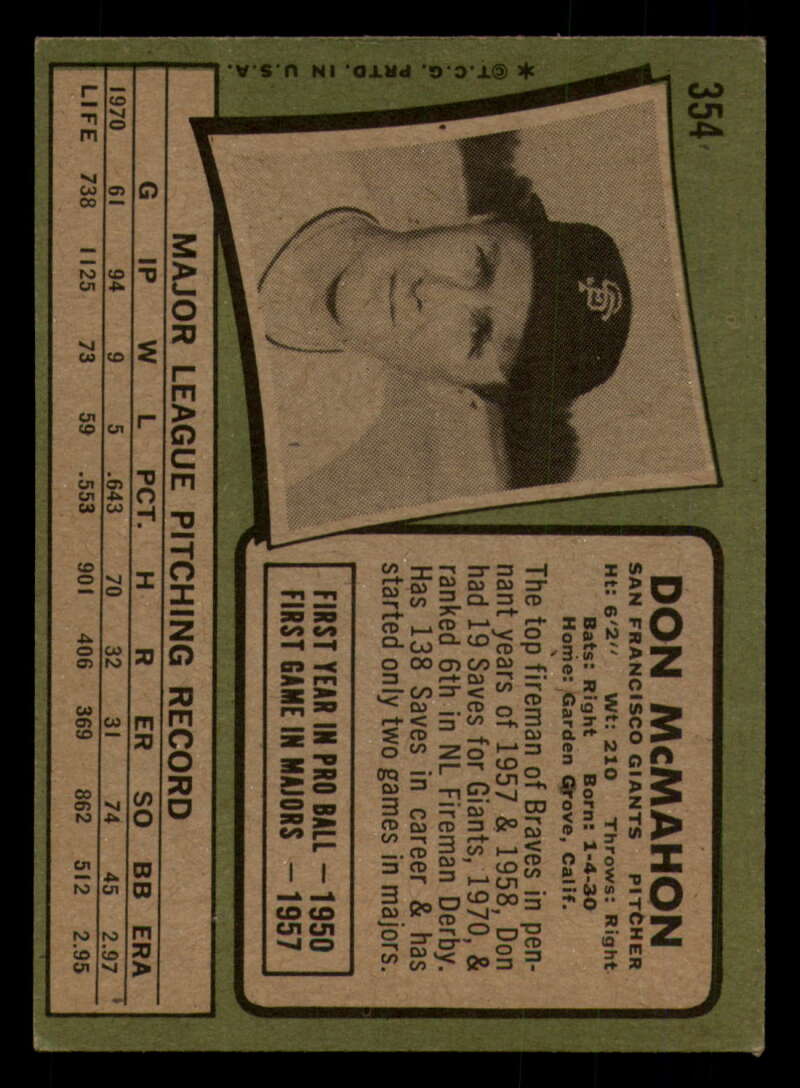 354
DON McMAHON
SAN FRANCISCO GIANTS PITCHER
Ht: 6'2" Wt: 210 Throws: Right
Bats: Right Born: 1-4-30
Home: Garden Grove, Calif.
The top fireman of Braves in pen-
nant years of 1957 & 1958, Don
had 19 Saves for Giants, 1970, &
ranked 6th in NL Fireman Derby.
Has 138 Saves in career & has
started only two games in majors.
FIRST YEAR IN PRO BALL — 1950
FIRST GAME IN MAJORS — 1957
SF
✶ ©T.C.G. PRTD. IN U.S.A.
MAJOR LEAGUE PITCHING RECORD
G IP W L PCT. H R ER SO BB ERA
1970 61 94 9 5 .643 70 32 31 74 45 2.97
LIFE 738 1125 73 59 .553 901 406 369 862 512 2.95